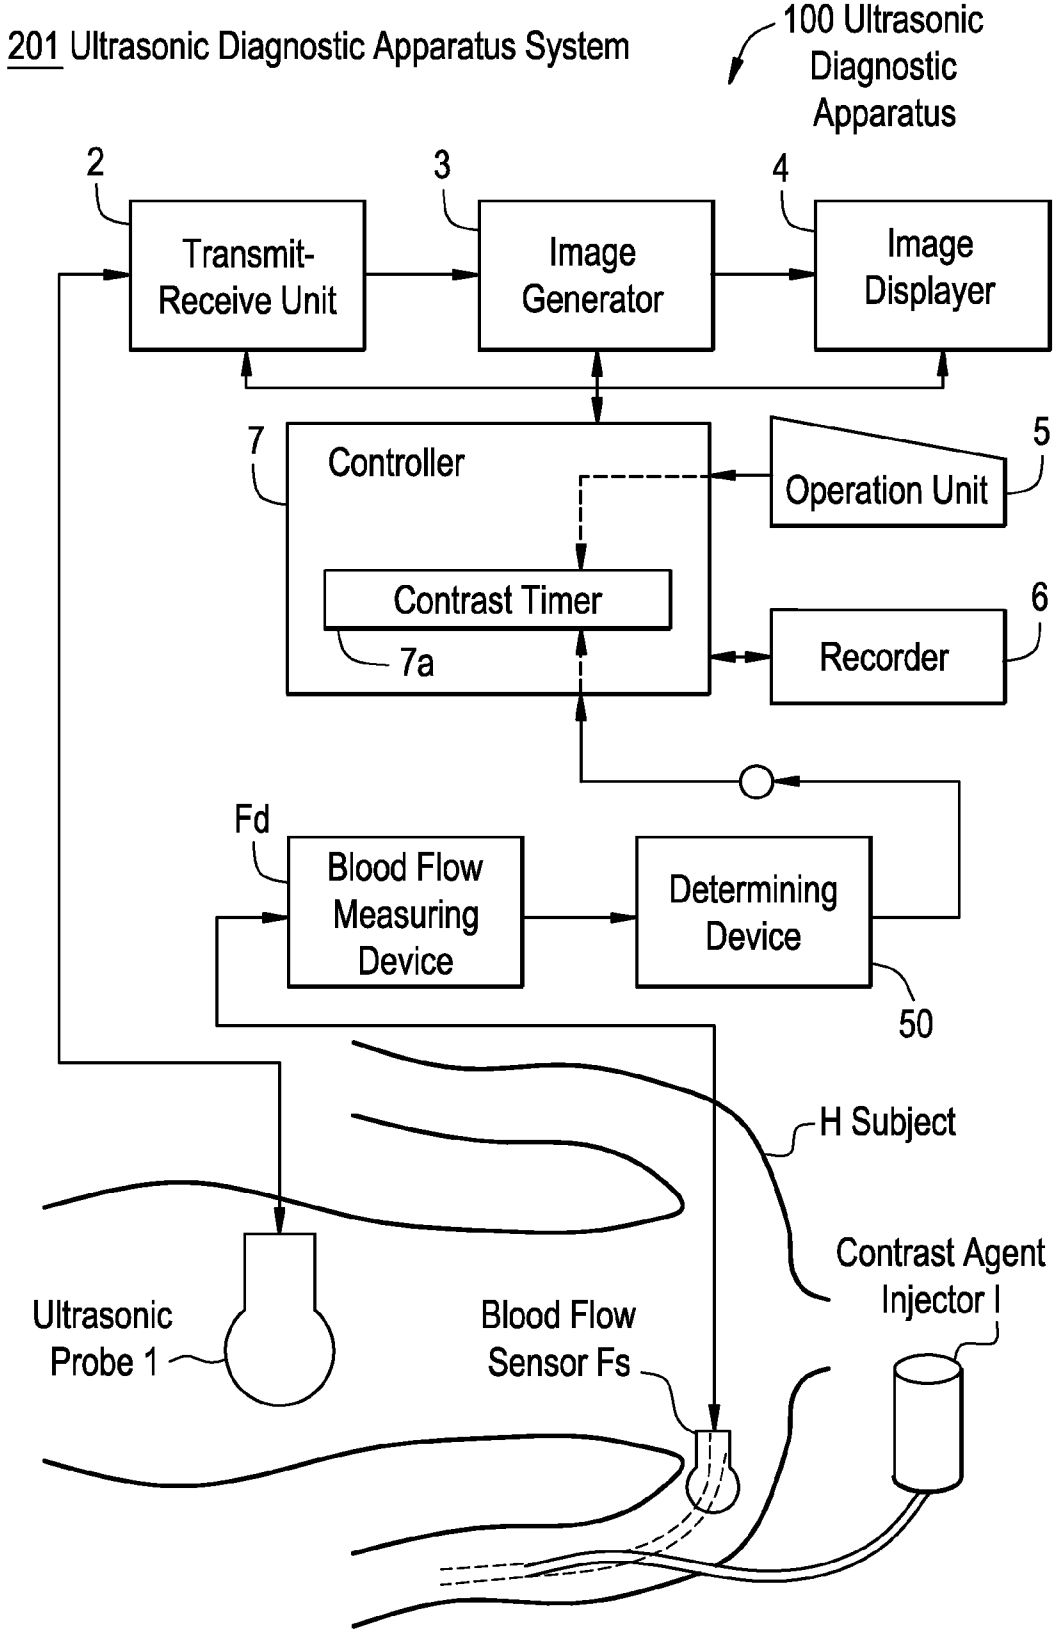 201 Ultrasonic Diagnostic Apparatus System
100 Ultrasonic
Diagnostic
Apparatus
2
3
4
Transmit-
Receive Unit
Image
Generator
Image
Displayer
7
Controller
5
Operation Unit
Contrast Timer
7a
6
Recorder
Fd
Blood Flow
Measuring
Device
Determining
Device
50
H Subject
Contrast Agent
Injector I
Ultrasonic
Probe 1
Blood Flow
Sensor Fs